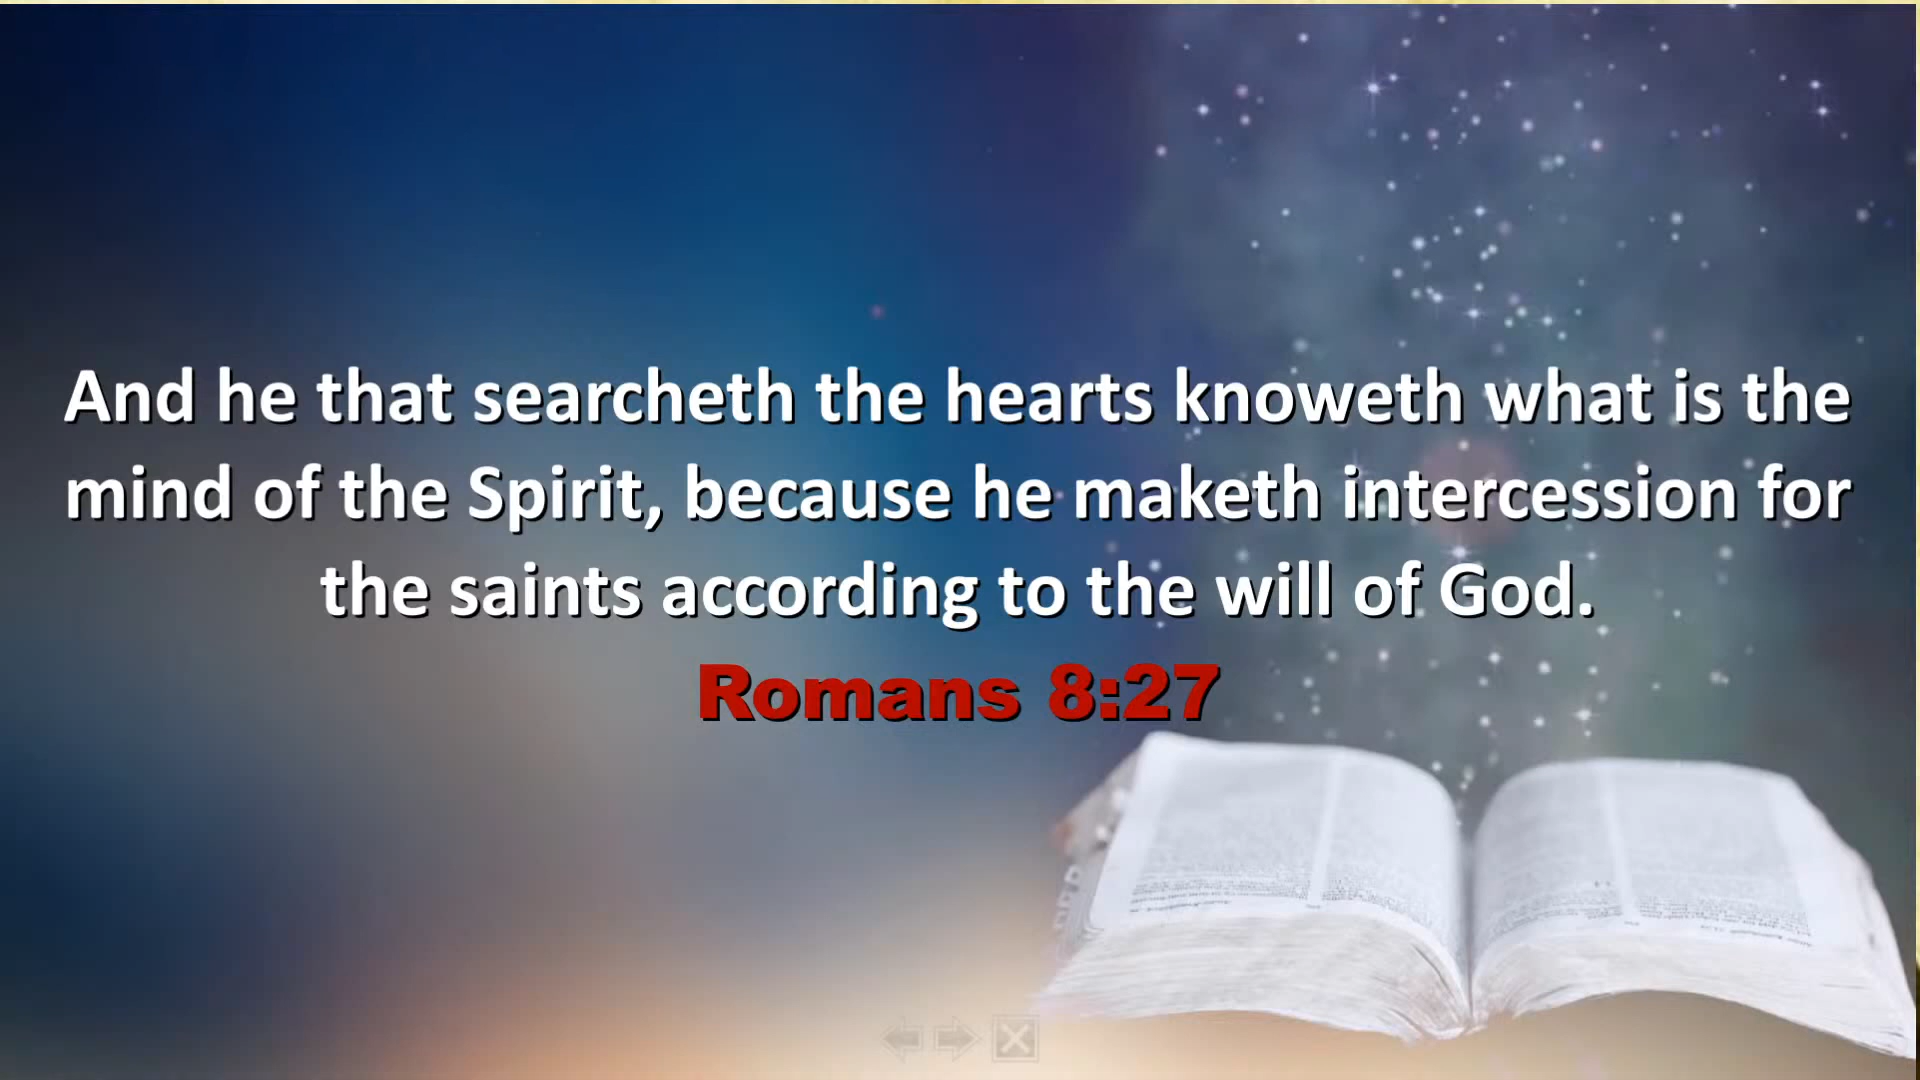 And he that searcheth the hearts knoweth what is the
mind of the Spirit, because he maketh intercession for
the saints according to the will of God.
Romans 8:27